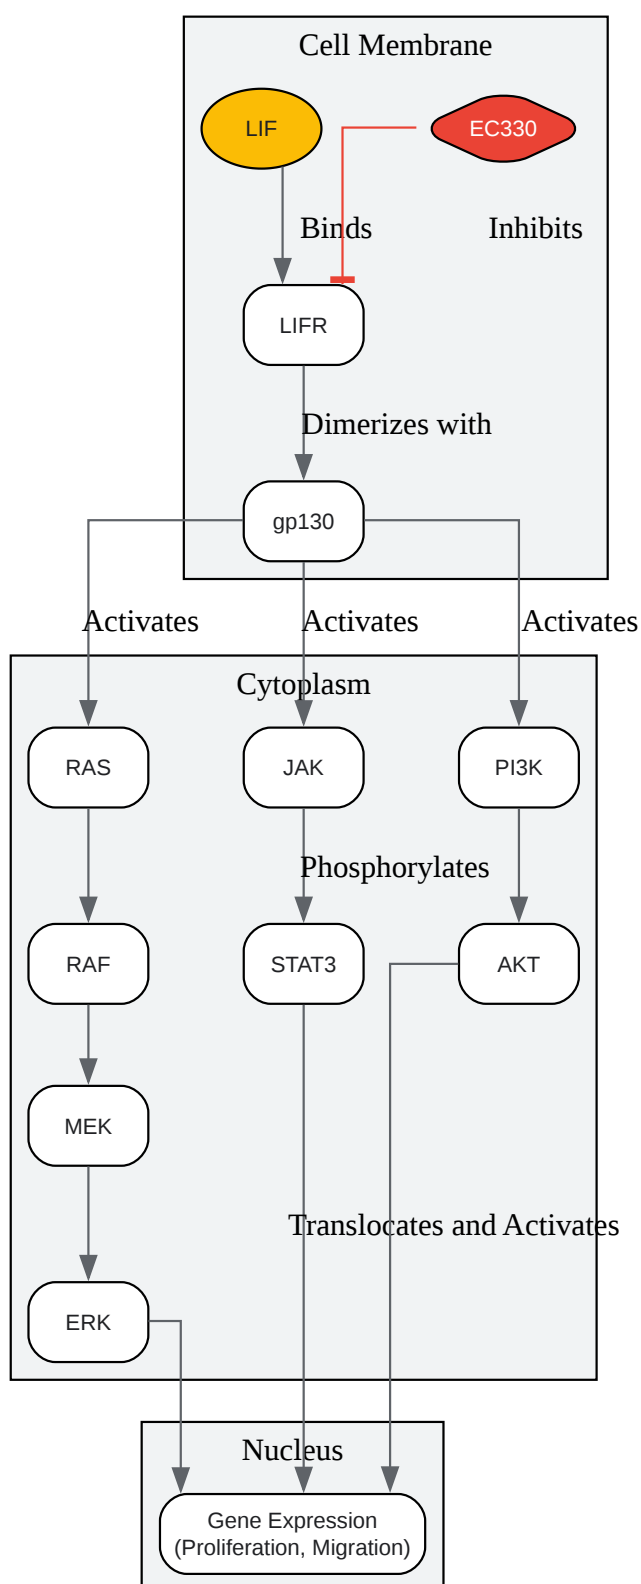 Cell Membrane
LIF
EC330
Binds
Inhibits
LIFR
Dimerizes with
gp130
Activates
Activates
Activates
Cytoplasm
RAS
JAK
PI3K
Phosphorylates
RAF
STAT3
AKT
MEK
Translocates and Activates
ERK
Nucleus
Gene Expression
(Proliferation, Migration)